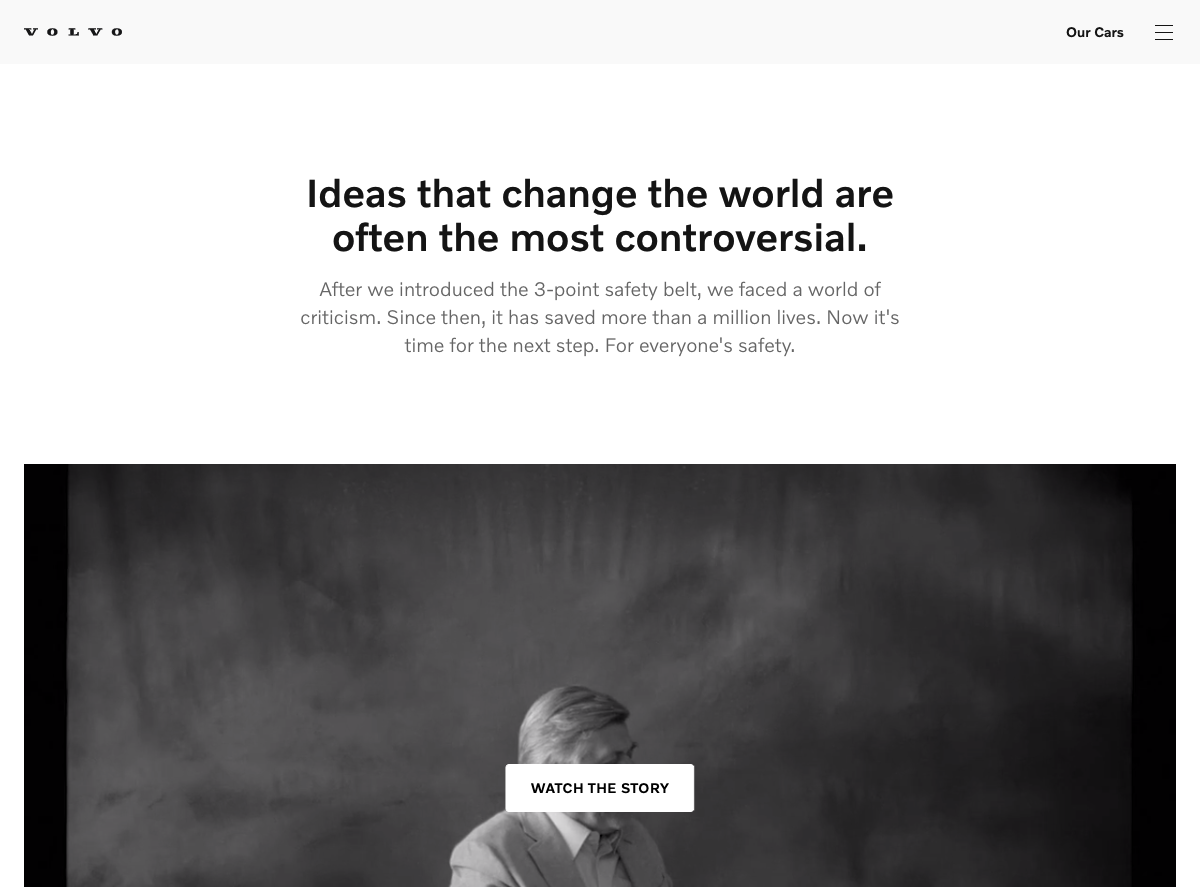 VOLVO
Our Cars
Ideas that change the world are
often the most controversial.
After we introduced the 3-point safety belt, we faced a world of
criticism. Since then, it has saved more than a million lives. Now it's
time for the next step. For everyone's safety.
WATCH THE STORY